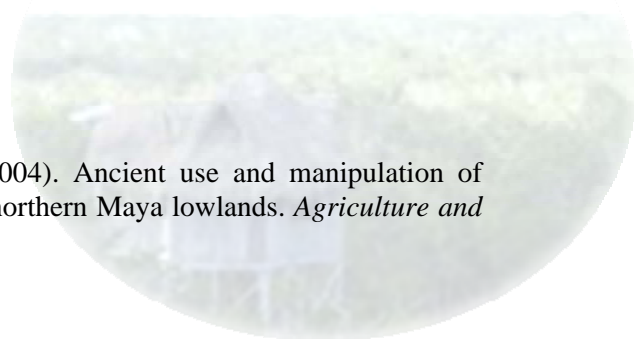 004). Ancient use and manipulation of
northern Maya lowlands. Agriculture and